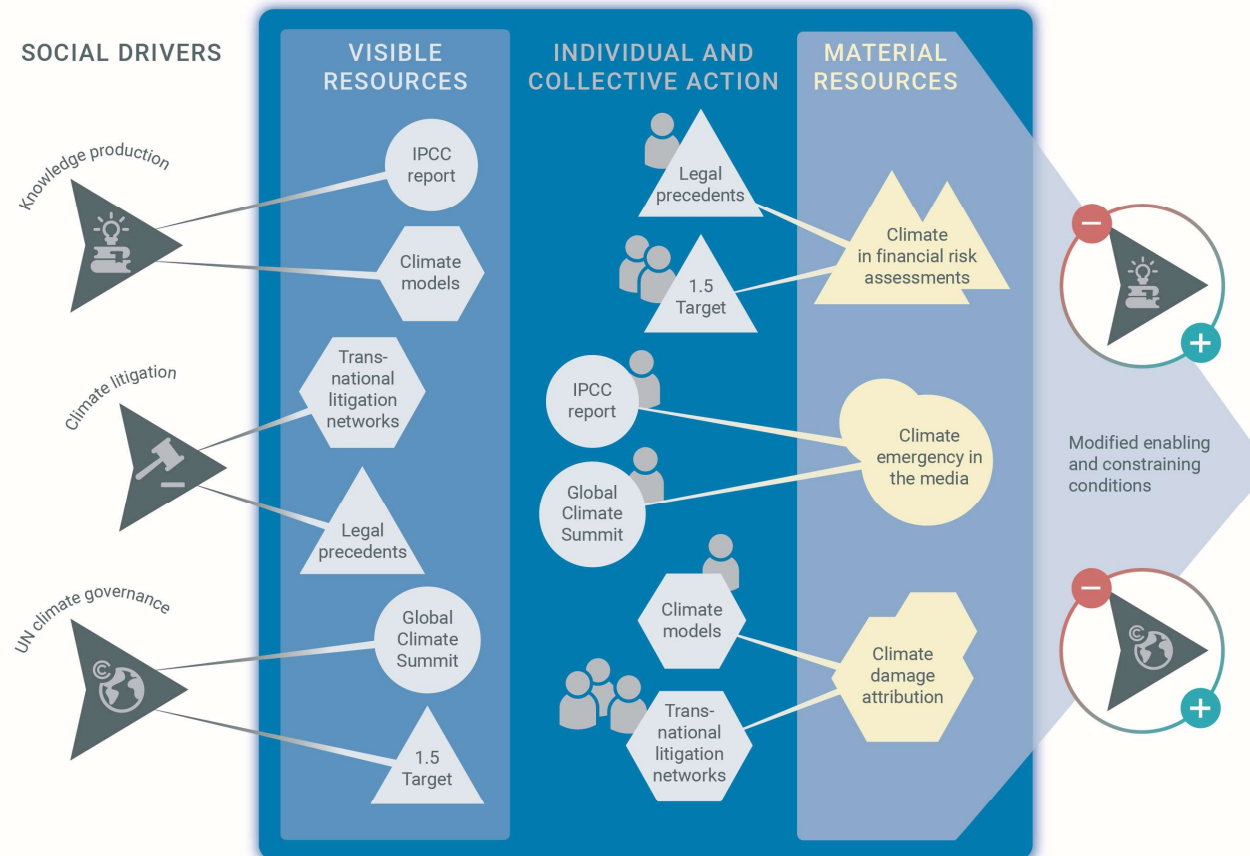 SOCIAL DRIVERS
VISIBLE
RESOURCES
INDIVIDUAL AND
COLLECTIVE ACTION
MATERIAL
RESOURCES
Knowledge production
IPCC
report
Climate
models
Climate litigation
Trans-
national
litigation
networks
Legal
precedents
UN climate governance
Global
Climate
Summit
1.5
Target
Legal
precedents
1.5
Target
IPCC
report
Global
Climate
Summit
Climate
models
Trans-
national
litigation
networks
Climate
in financial risk
assessments
Climate
emergency in
the media
Climate
damage
attribution
Modified enabling
and constraining
conditions